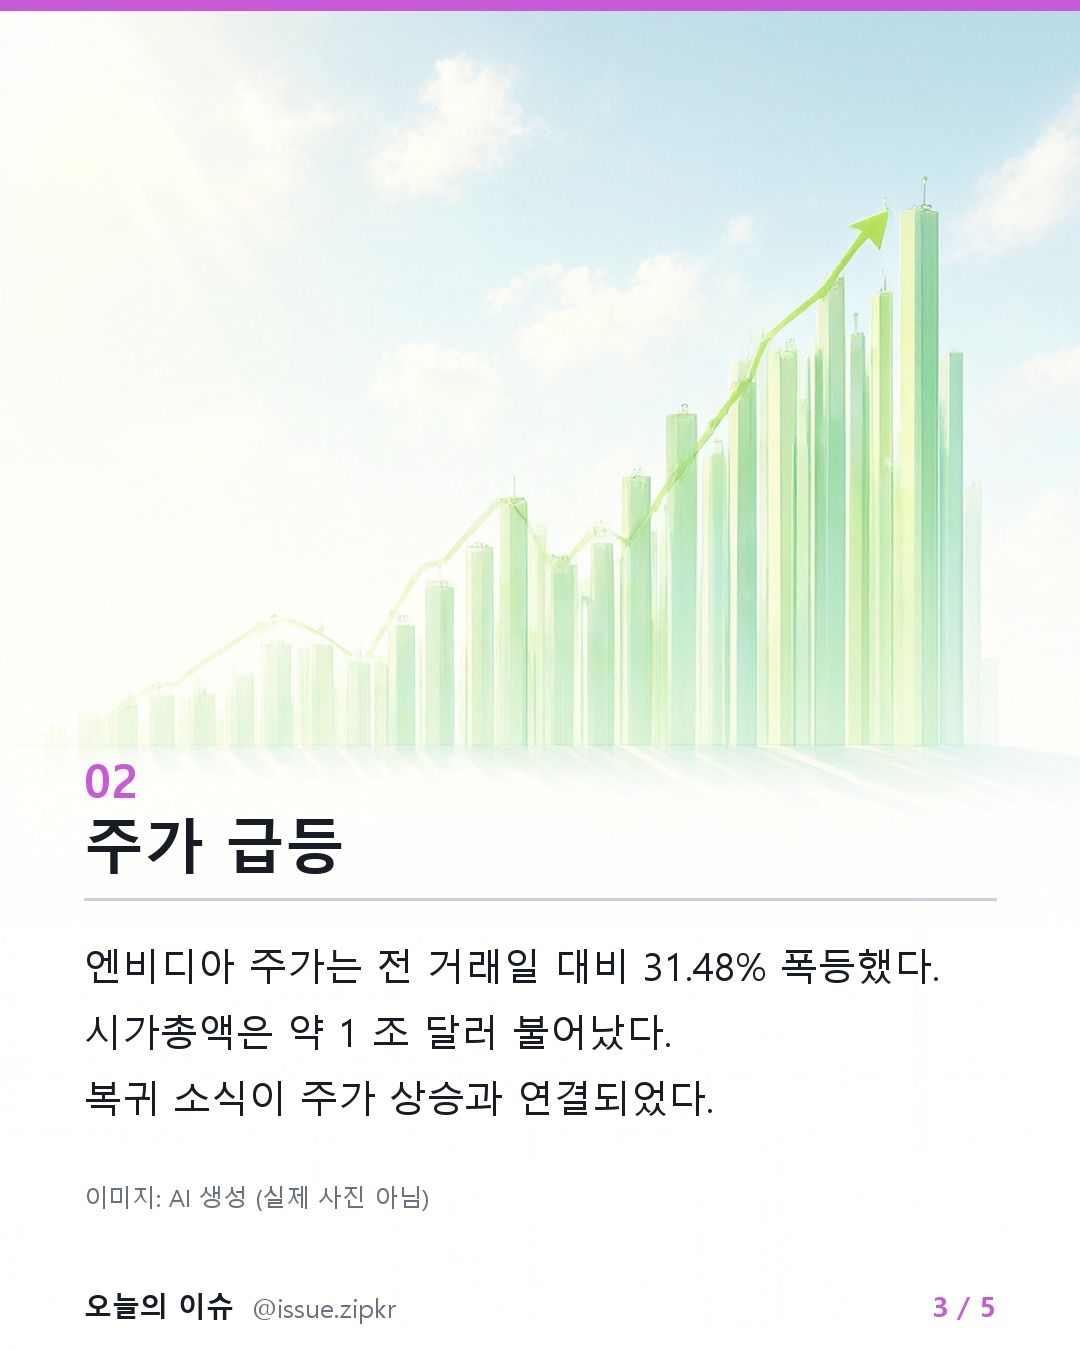 02
주가 급등
엔비디아 주가는 전 거래일 대비 31.48% 폭등했다.
시가총액은 약 1 조 달러 불어났다.
복귀 소식이 주가 상승과 연결되었다.
이미지: AI 생성 (실제 사진 아님)
오늘의 이슈 @issue.zipkr 3 / 5